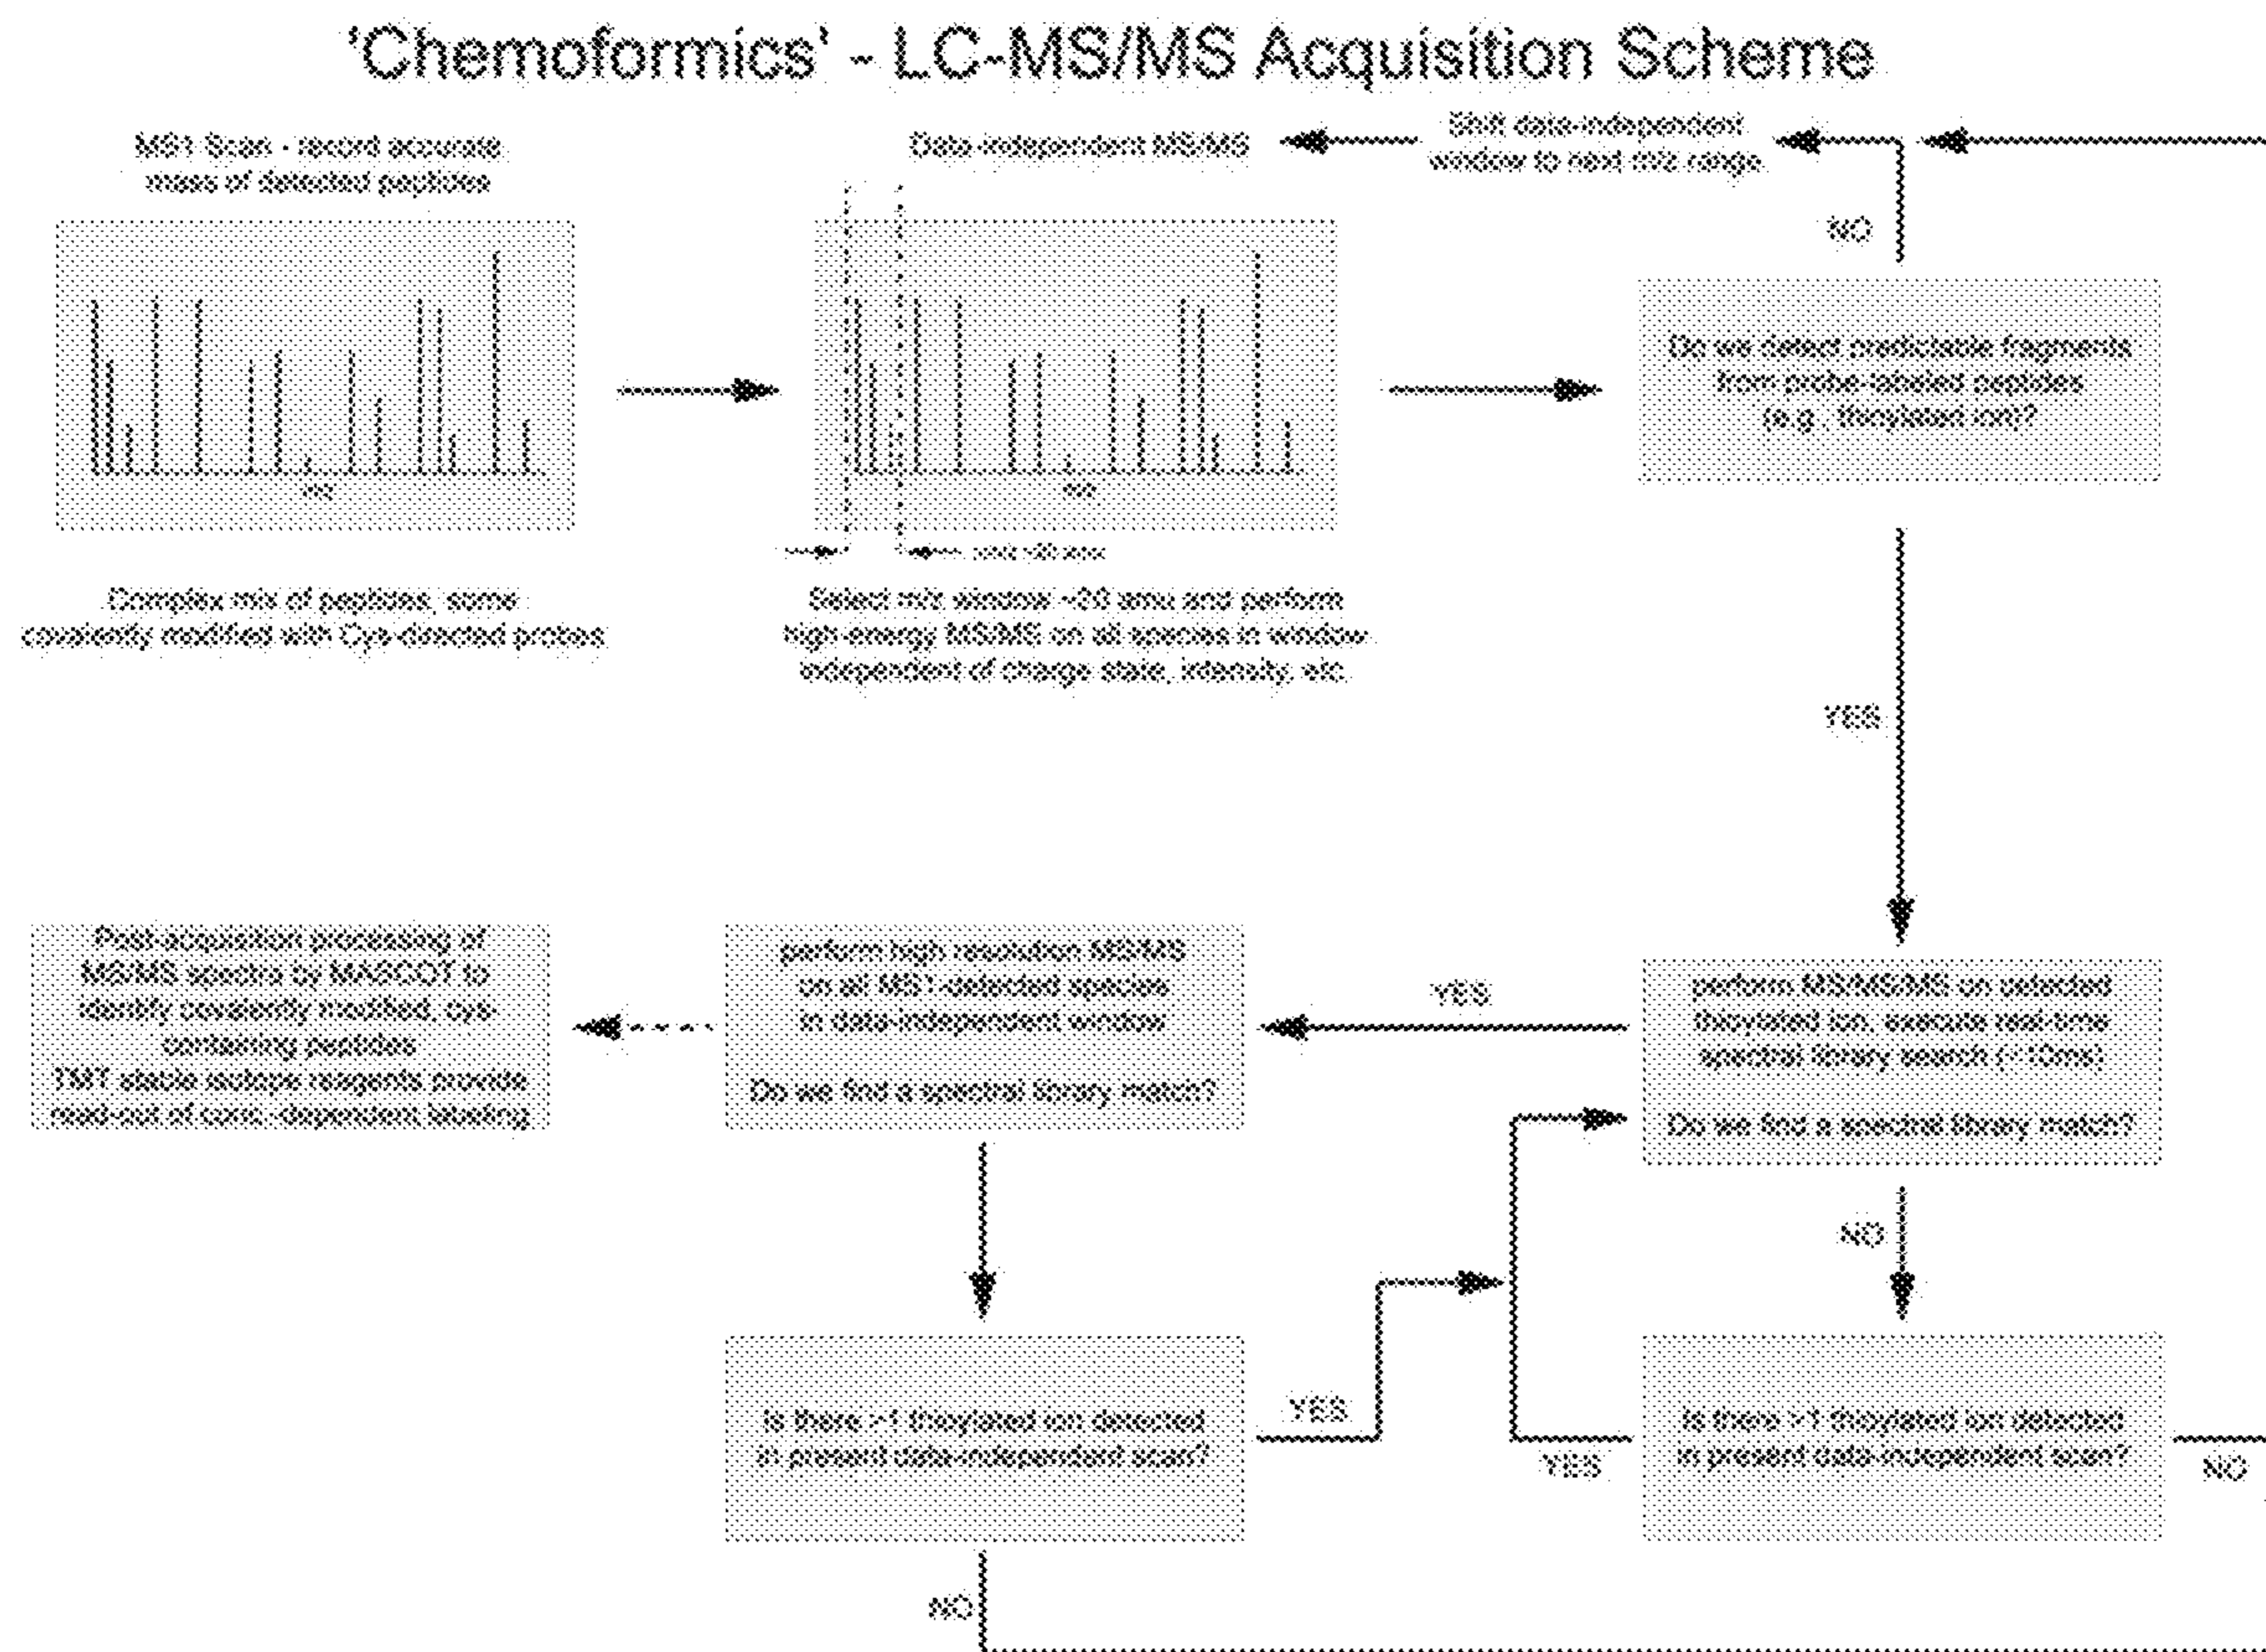 'Chemoformics' - LC-MS/MS Acquisition Scheme
MS1 Scan - record accurate
mass of detected peptides
Data-independent MS/MS
Shift data-independent
window to next m/z range
NO
m/z
m/z
Do we detect predictable fragments
from probe-labeled peptides
(e.g., thioylated ion)?
amu
Complex mix of peptides, some
covalently modified with Cys-directed probes
Select m/z window ~20 amu and perform
high-energy MS/MS on all species in window
independent of charge state, intensity, etc.
YES
Post-acquisition processing of
MS/MS spectra by MASCOT to
identify covalently modified, cys-
containing peptides
TMT stable isotope reagents provide
read-out of conc.-dependent labeling
perform high resolution MS/MS
on all MS1-detected species
in data-independent window
Do we find a spectral library match?
YES
perform MS/MS/MS on detected
thioylated ion, execute real-time
spectral library search (<10ms)
Do we find a spectral library match?
NO
Is there >1 thioylated ion detected
in present data-independent scan?
YES
YES
Is there >1 thioylated ion detected
in present data-independent scan?
NO
NO